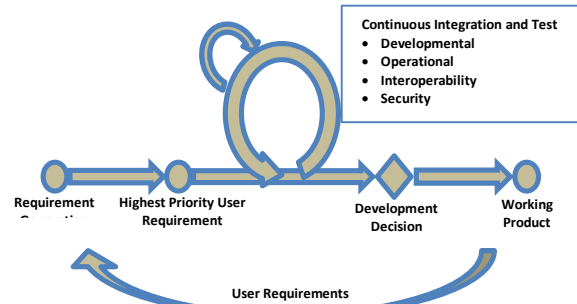 Continuous Integration and Test
• Developmental
• Operational
• Interoperability
• Security
Requirement
Highest Priority User
Requirement
Development
Decision
Working
Product
User Requirements